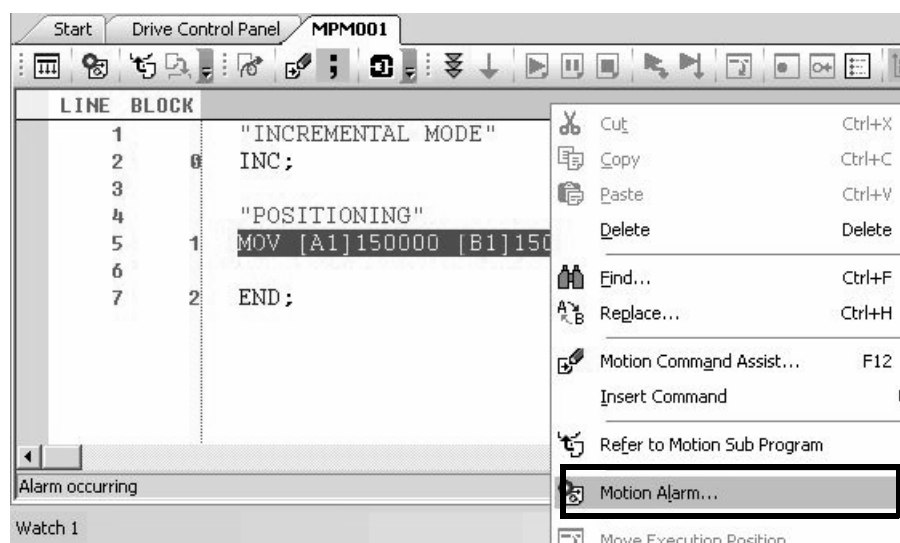 Start Drive Control Panel MPM001
LINE BLOCK
1 "INCREMENTAL MODE"
2 0 INC;
3
4 "POSITIONING"
5 1 MOV [A1]150000 [B1]150
6
7 2 END;
Alarm occurring
Watch 1
Cut Ctrl+X
Copy Ctrl+C
Paste Ctrl+V
Delete Delete
Find... Ctrl+F
Replace... Ctrl+H
Motion Command Assist... F12
Insert Command
Refer to Motion Sub Program
Motion Alarm...
Move Execution Position